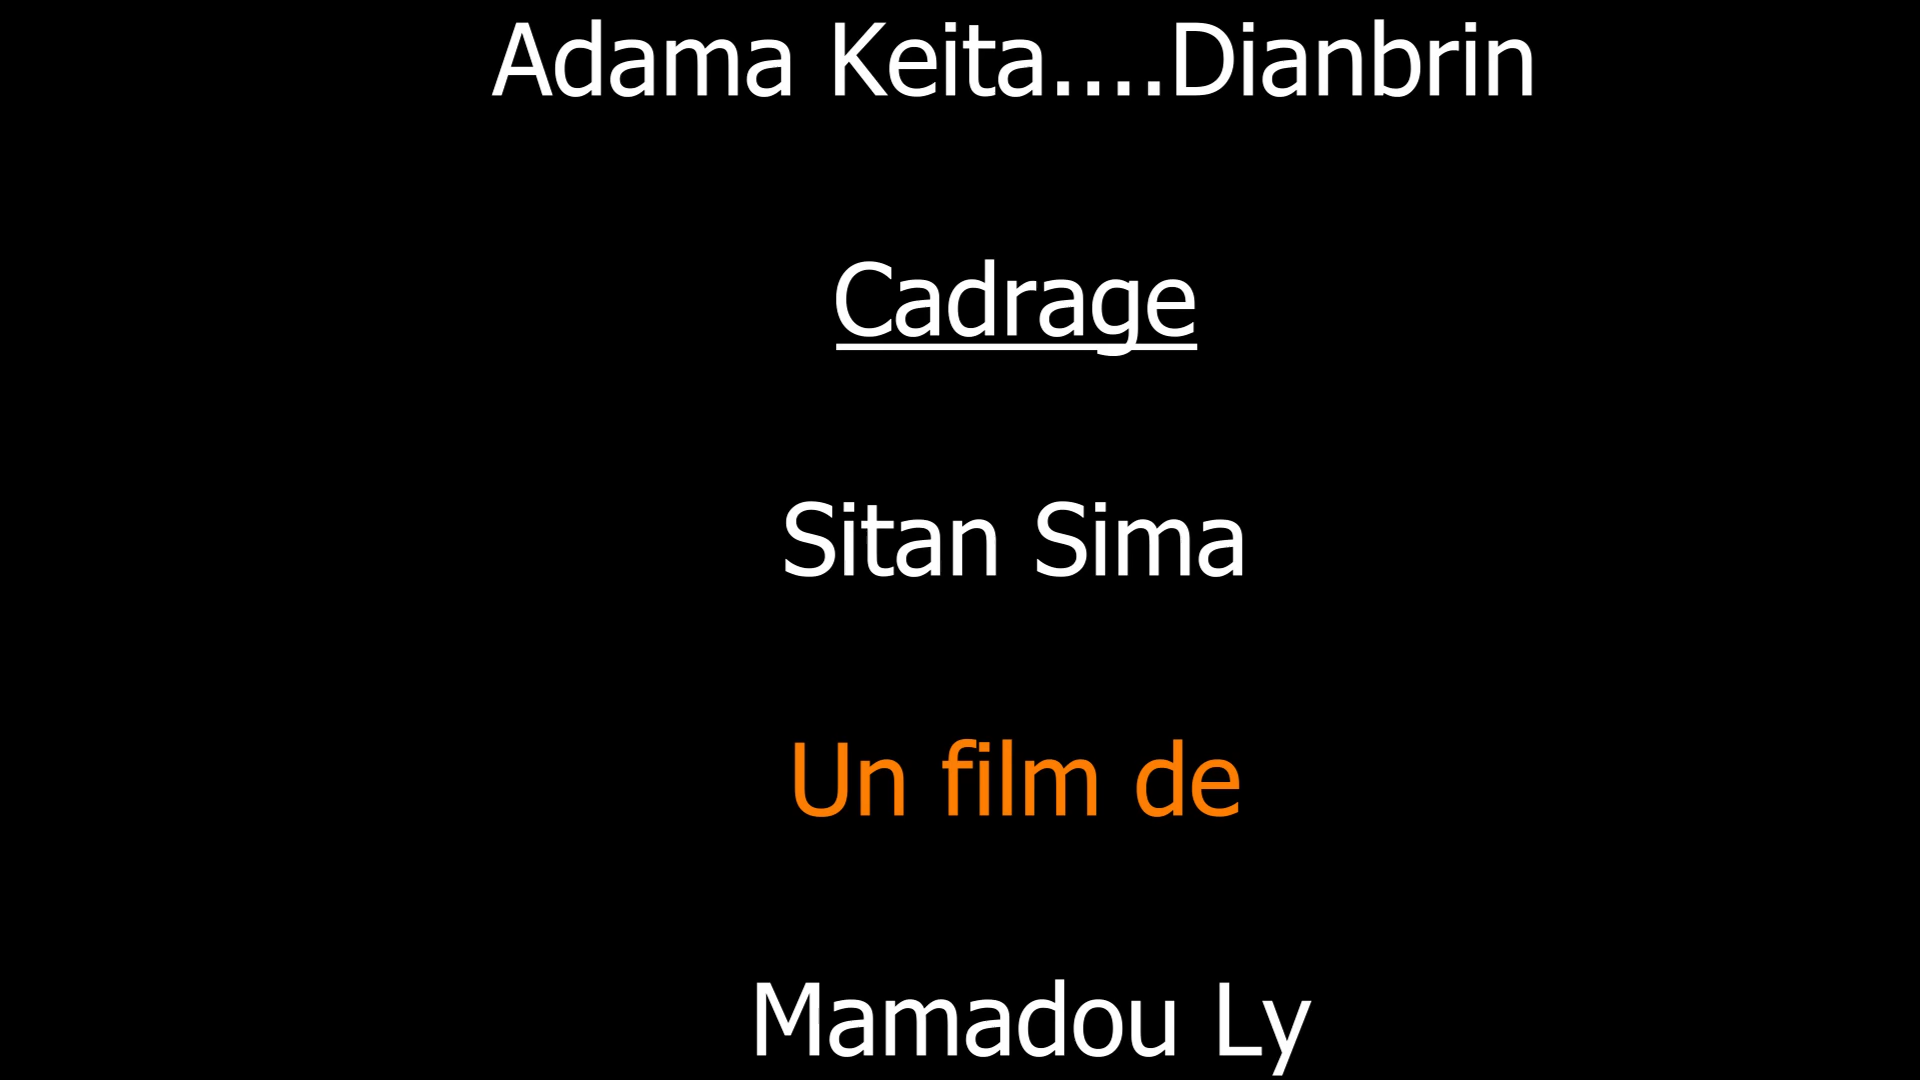 Adama Keita....Dianbrin
Cadrage
Sitan Sima
Un film de
Mamadou Ly